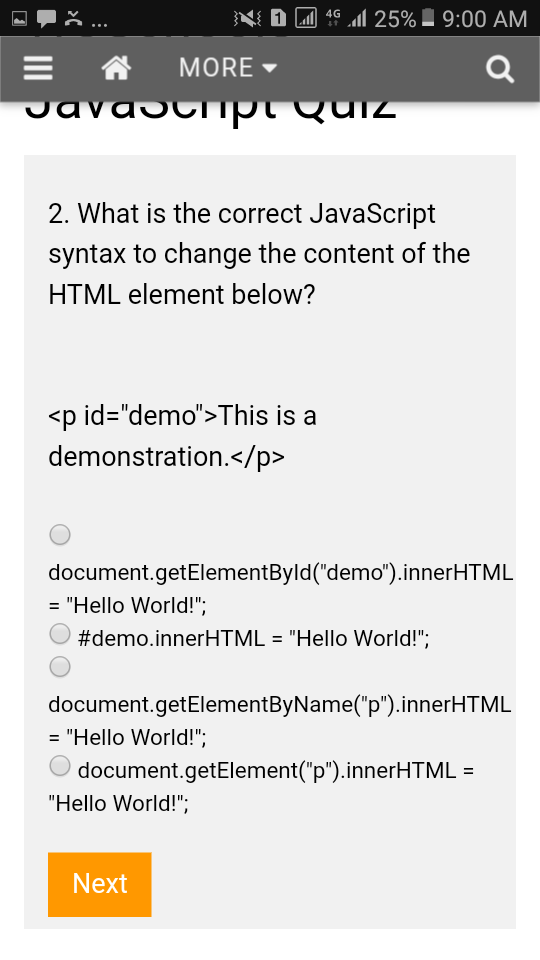 ... 1 4G 25% 9:00 AM
MORE
JavaScript Quiz
2. What is the correct JavaScript
syntax to change the content of the
HTML element below?
<p id="demo">This is a
demonstration.</p>
document.getElementById("demo").innerHTML
= "Hello World!";
#demo.innerHTML = "Hello World!";
document.getElementByName("p").innerHTML
= "Hello World!";
document.getElement("p").innerHTML =
"Hello World!";
Next